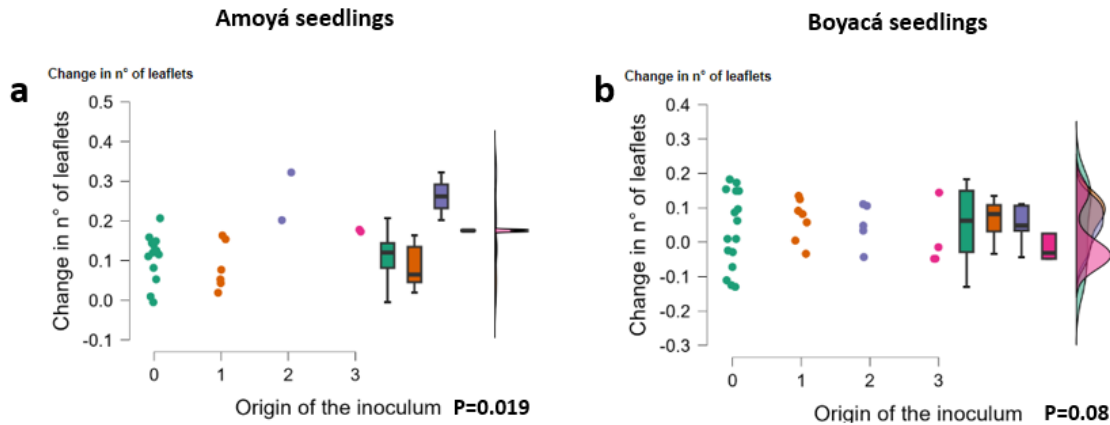 Amoyá seedlings
Boyacá seedlings
a
Change in n° of leaflets
Change in n° of leaflets
0.5
0.4
0.3
0.2
0.1
0.0
-0.1
0 1 2 3
Origin of the inoculum P=0.019
b
Change in n° of leaflets
Change in n° of leaflets
0.4
0.3
0.2
0.1
0.0
-0.1
-0.2
-0.3
0 1 2 3
Origin of the inoculum P=0.08